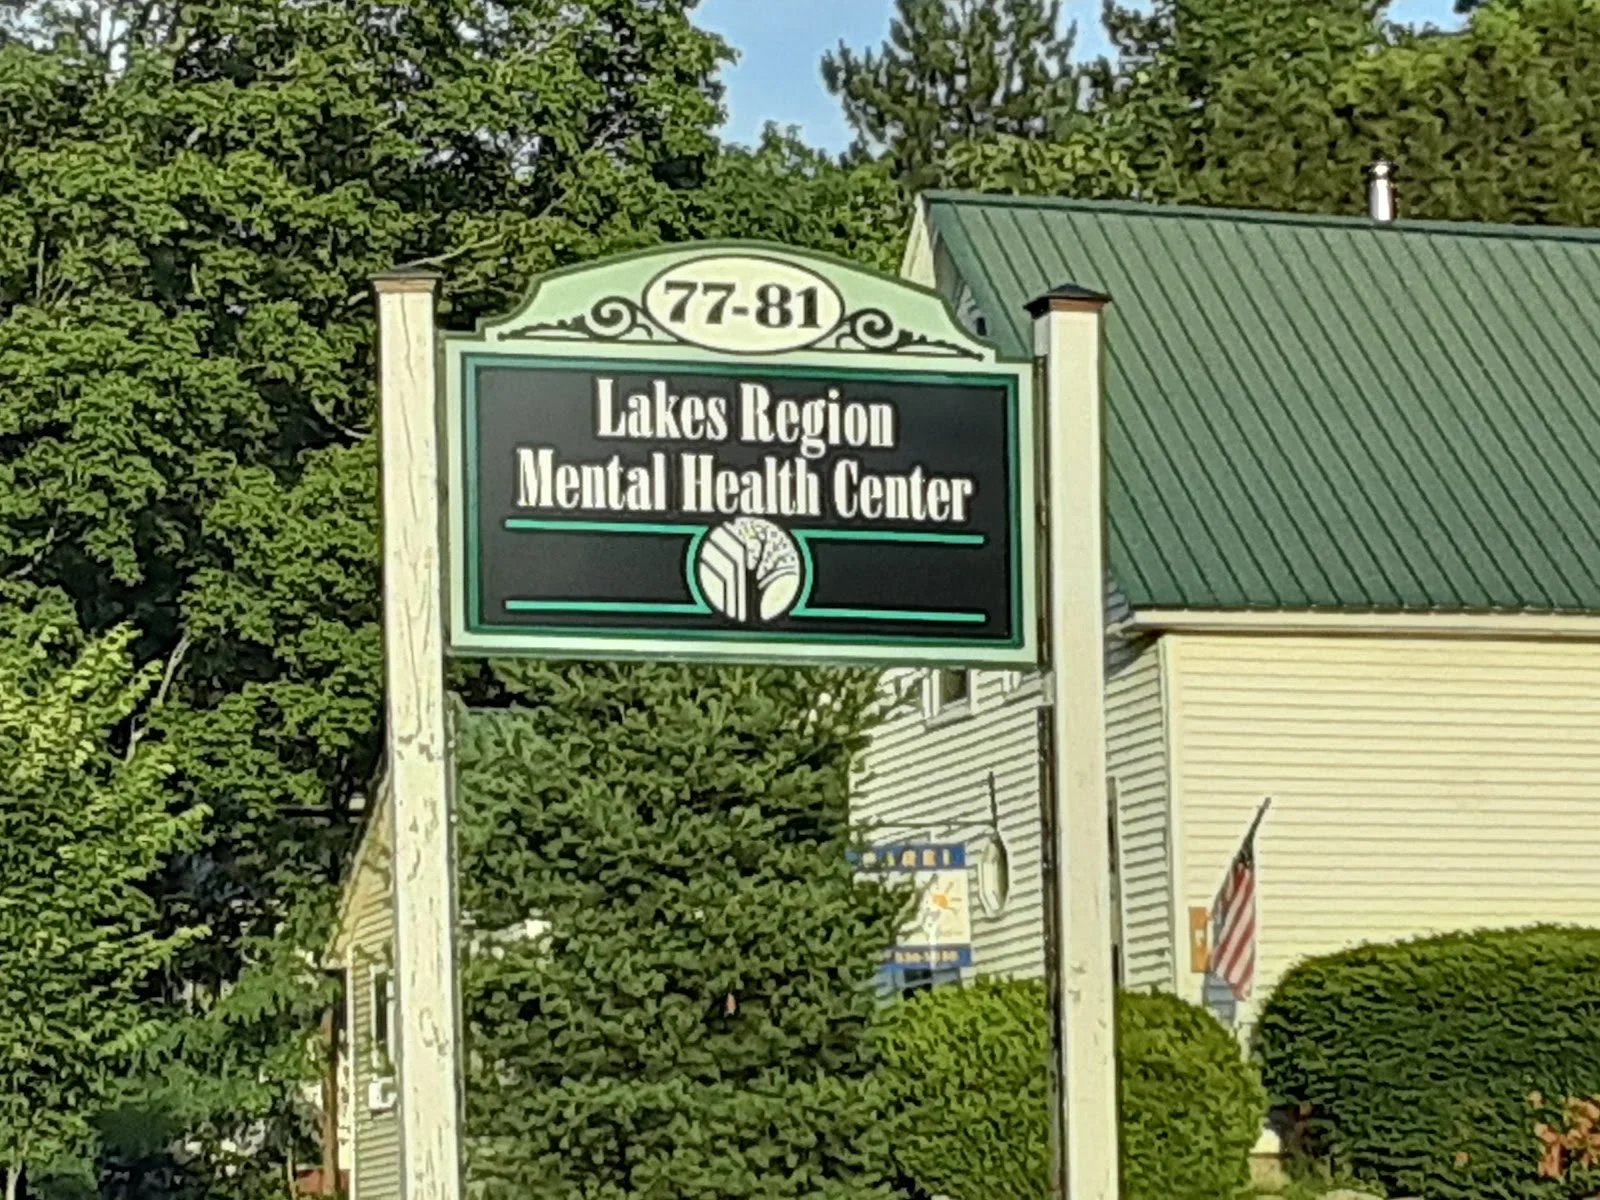 77-81
Lakes Region
Mental Health Center